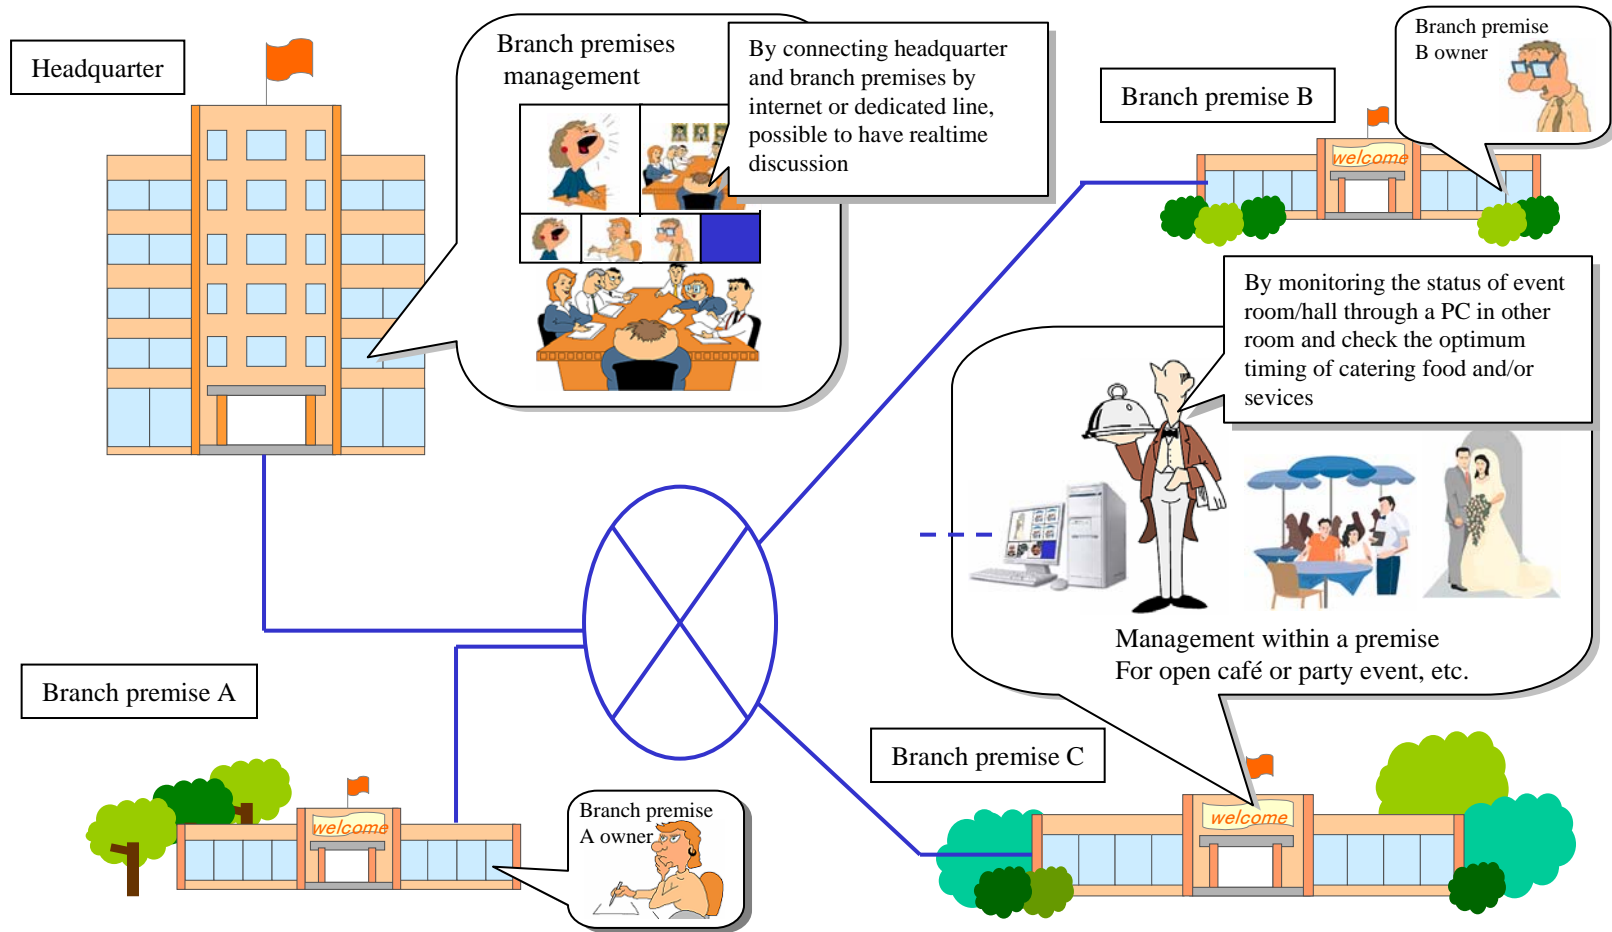 Headquarter
Branch premises
management
By connecting headquarter
and branch premises by
internet or dedicated line,
possible to have realtime
discussion
Branch premise B
Branch premise
B owner
welcome
By monitoring the status of event
room/hall through a PC in other
room and check the optimum
timing of catering food and/or
sevices
Management within a premise
For open café or party event, etc.
Branch premise A
welcome
Branch premise
A owner
Branch premise C
welcome